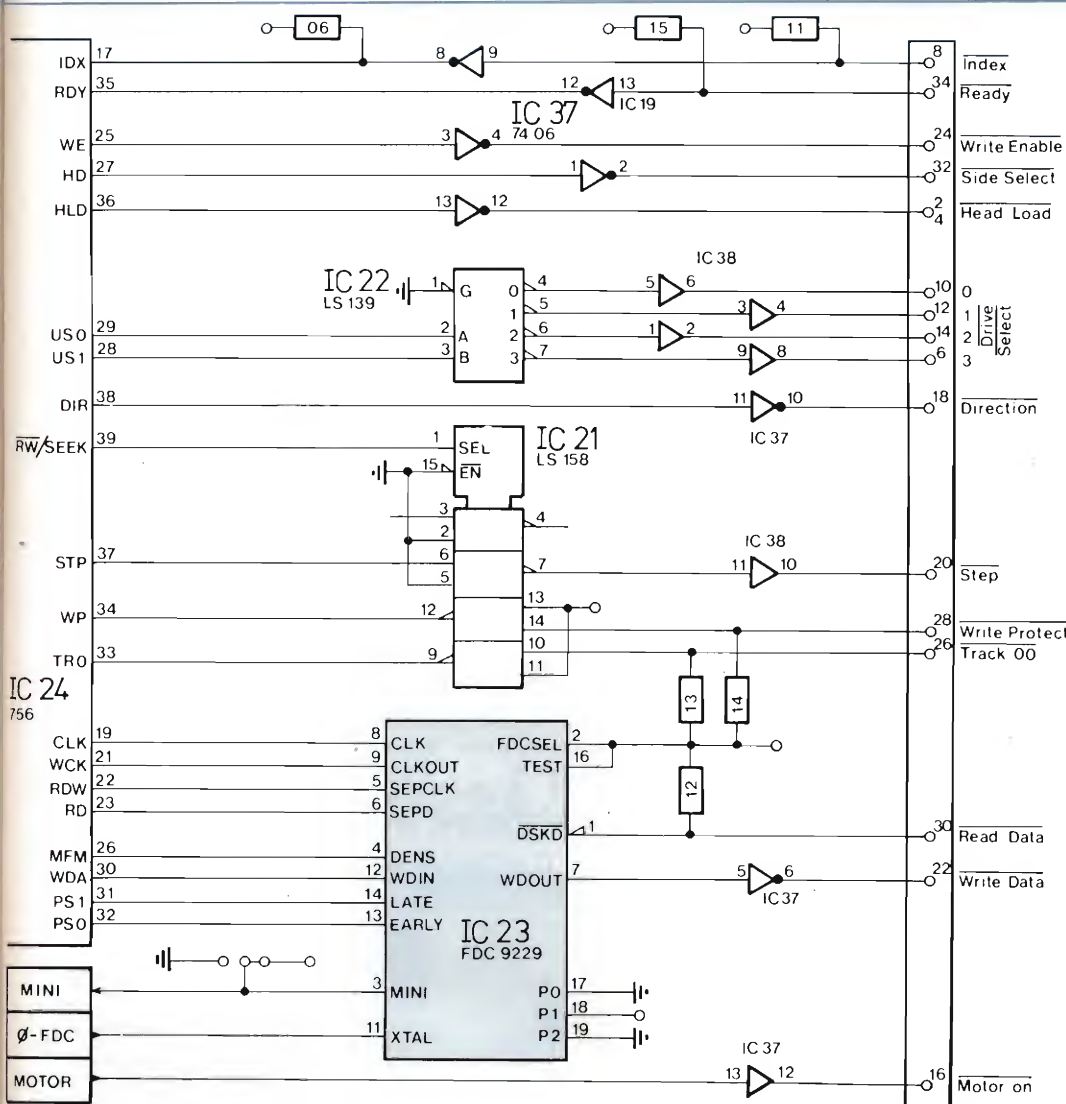 06
15
11
IDX 17 8 9 8 Index
RDY 35 12 13 IC 19 34 Ready
IC 37
74 06
WE 25 3 4 24 Write Enable
HD 27 1 2 32 Side Select
HLD 36 13 12 2 4 Head Load
IC 22
LS 139
1 G 0 4 5 IC 38 6 10 0
1 5 3 4 12 1
US0 29 2 A 2 6 1 2 14 2
US1 28 3 B 3 7 9 8 6 3
Drive Select
DIR 38 11 10 18 Direction
IC 37
RW/SEEK 39 1 SEL
IC 21
LS 158
15 EN
3 4
2
STP 37 6 7 IC 38 11 10 20 Step
5
13
WP 34 12 14 28 Write Protect
10 26 Track 00
TR0 33 9 11
IC 24
756
13
14
12
CLK 19 8 CLK FDCSEL 2
WCK 21 9 CLKOUT TEST 16
RDW 22 5 SEPCLK
RD 23 6 SEPD
DSKD 1 30 Read Data
MFM 26 4 DENS
WDA 30 12 WDIN WDOUT 7 5 6 22 Write Data
IC 37
PS1 31 14 LATE
PS0 32 13 EARLY
IC 23
FDC 9229
MINI 3 MINI P0 17
P1 18
Ø-FDC 11 XTAL P2 19
MOTOR IC 37 13 12 16 Motor on